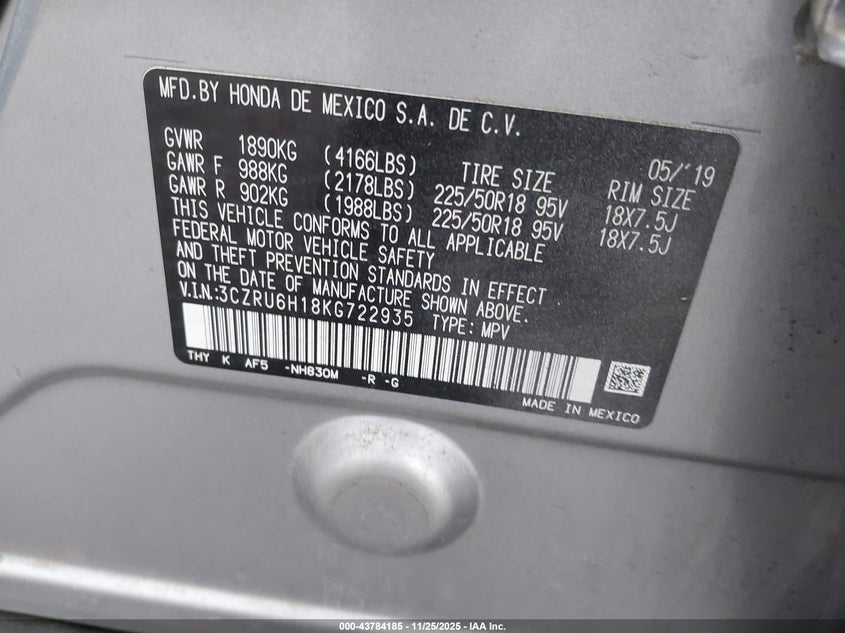 MFD.BY HONDA DE MEXICO S.A. DE C.V.
05/'19
GVWR 1890KG (4166LBS) TIRE SIZE RIM SIZE
GAWR F 988KG (2178LBS) 225/50R18 95V 18X7.5J
GAWR R 902KG (1988LBS) 225/50R18 95V 18X7.5J
THIS VEHICLE CONFORMS TO ALL APPLICABLE
FEDERAL MOTOR VEHICLE SAFETY
AND THEFT PREVENTION STANDARDS IN EFFECT
ON THE DATE OF MANUFACTURE SHOWN ABOVE.
V.I.N:3CZRU6H18KG722935 TYPE: MPV
THY K AF5 -NH830M -R -G
MADE IN MEXICO
000-43784185 - 11/25/2025 - IAA Inc.